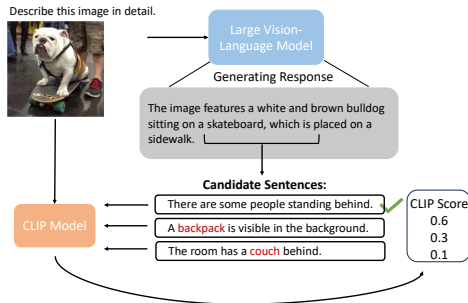 Describe this image in detail.
Large Vision-
Language Model
Generating Response
The image features a white and brown bulldog
sitting on a skateboard, which is placed on a
sidewalk.
Candidate Sentences:
There are some people standing behind.
A backpack is visible in the background.
The room has a couch behind.
CLIP Model
CLIP Score
0.6
0.3
0.1